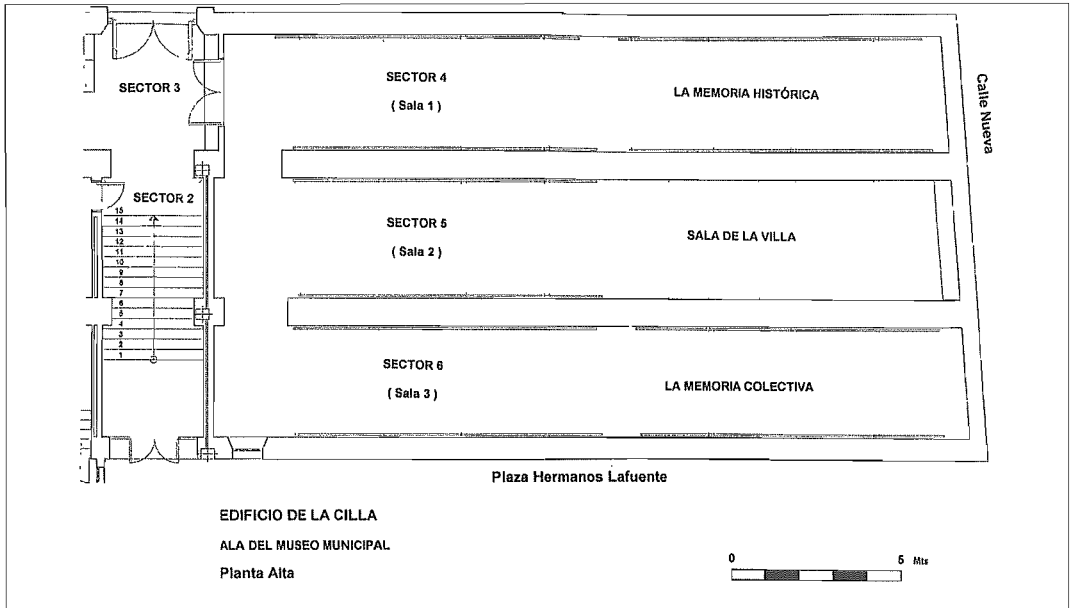 SECTOR 3
SECTOR 4
( Sala 1 )
LA MEMORIA HISTÓRICA
Calle Nueva
SECTOR 2
15
14
13
12
11
10
9
8
7
6
5
4
3
2
1
SECTOR 5
( Sala 2 )
SALA DE LA VILLA
SECTOR 6
( Sala 3 )
LA MEMORIA COLECTIVA
Plaza Hermanos Lafuente
EDIFICIO DE LA CILLA
ALA DEL MUSEO MUNICIPAL
Planta Alta
0 5 Mts